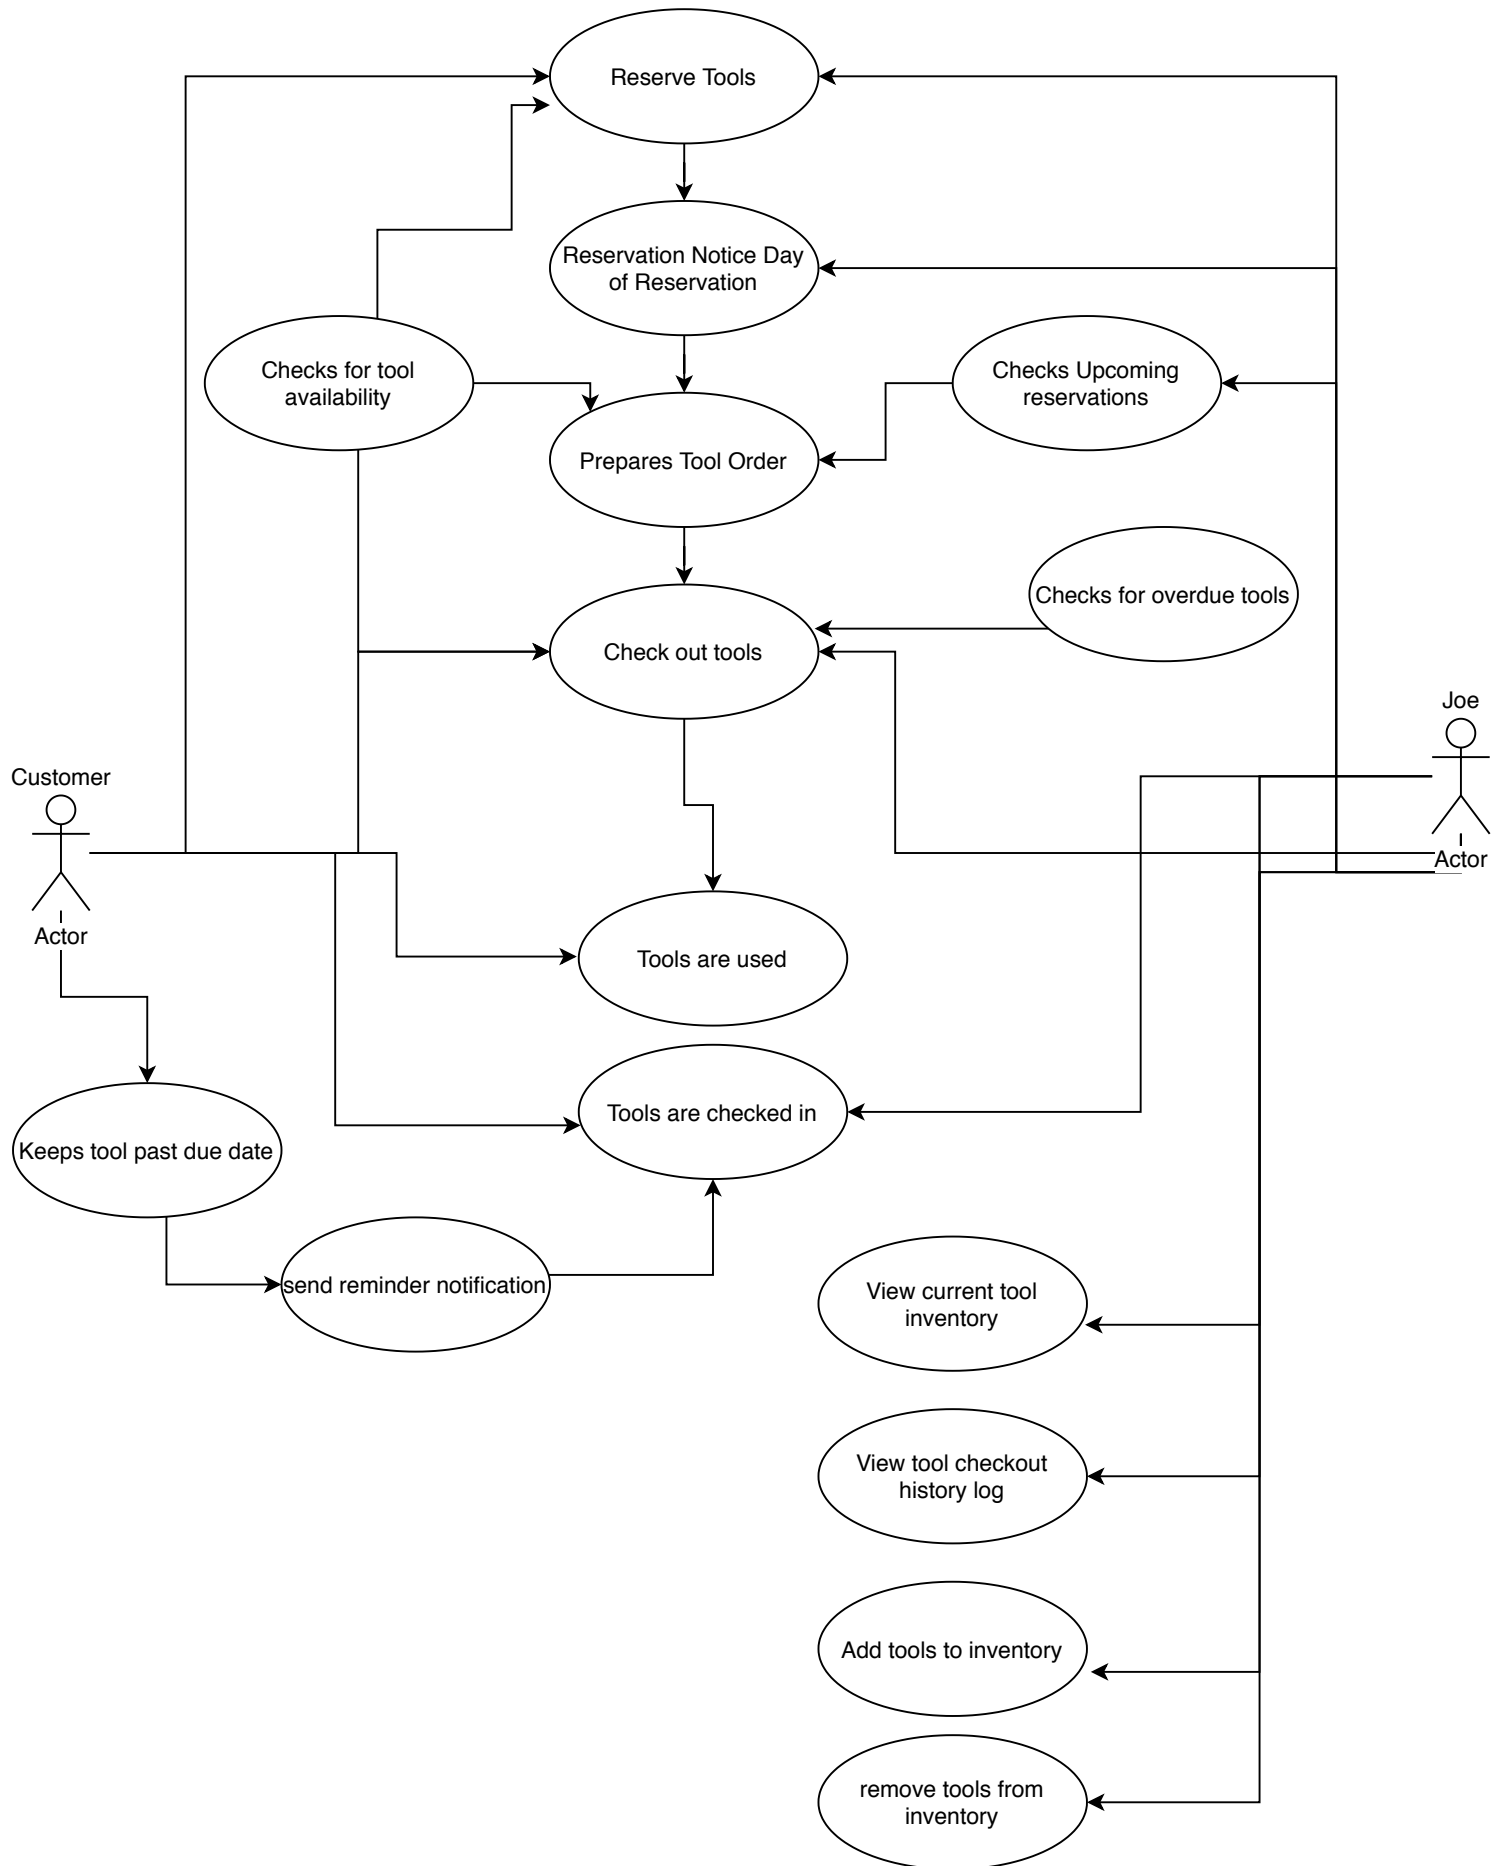 Reserve Tools
Reservation Notice Day
of Reservation
Checks for tool
availability
Checks Upcoming
reservations
Prepares Tool Order
Checks for overdue tools
Check out tools
Joe
Customer
Actor
Actor
Tools are used
Tools are checked in
Keeps tool past due date
send reminder notification
View current tool
inventory
View tool checkout
history log
Add tools to inventory
remove tools from
inventory